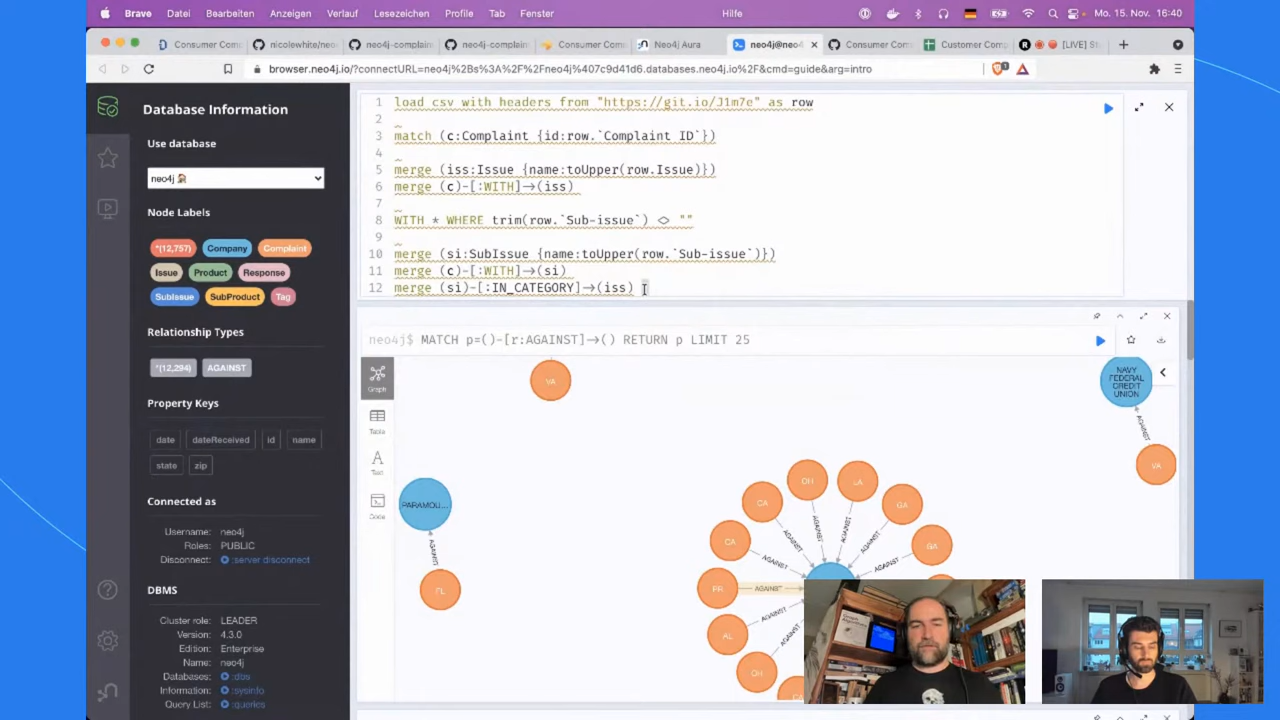 Brave Datei Bearbeiten Anzeigen Verlauf Lesezeichen Profile Tab Fenster Hilfe Mo. 15. Nov. 16:40
Consumer Com nicolewhite/neo neo4j-complain neo4j-complain Consumer Com Neo4j Aura neo4j@neo4 Consumer Com Customer Comp [LIVE] St
browser.neo4j.io/?connectURL=neo4j%2Bs%3A%2F%2Fneo4j%407c9d41d6.databases.neo4j.io%2F&cmd=guide&arg=intro
Database Information
Use database
neo4j
Node Labels
*(12,757) Company Complaint
Issue Product Response
SubIssue SubProduct Tag
Relationship Types
*(12,294) AGAINST
Property Keys
date dateReceived id name
state zip
Connected as
Username: neo4j
Roles: PUBLIC
Disconnect: :server disconnect
DBMS
Cluster role: LEADER
Version: 4.3.0
Edition: Enterprise
Name: neo4j
Databases: :dbs
Information: :sysinfo
Query List: :queries
1 load csv with headers from "https://git.io/J1m7e" as row
2
3 match (c:Complaint {id:row.`Complaint ID`})
4
5 merge (iss:Issue {name:toUpper(row.Issue)})
6 merge (c)-[:WITH]->(iss)
7
8 WITH * WHERE trim(row.`Sub-issue`) <> ""
9
10 merge (si:SubIssue {name:toUpper(row.`Sub-issue`)})
11 merge (c)-[:WITH]->(si)
12 merge (si)-[:IN_CATEGORY]->(iss)
neo4j$ MATCH p=()-[r:AGAINST]->() RETURN p LIMIT 25
Graph
Table
Text
Code
VA
NAVY
FEDERAL
CREDIT
UNION
AGAINST
VA
PARAMOU...
AGAINST
FL
OH
LA
CA
GA
CA
GA
PR
AL
OH
CA
AGAINST
AGAINST
AGAINST
AGAINST
AGAINST
AGAINST
AGAINST
AGAINST